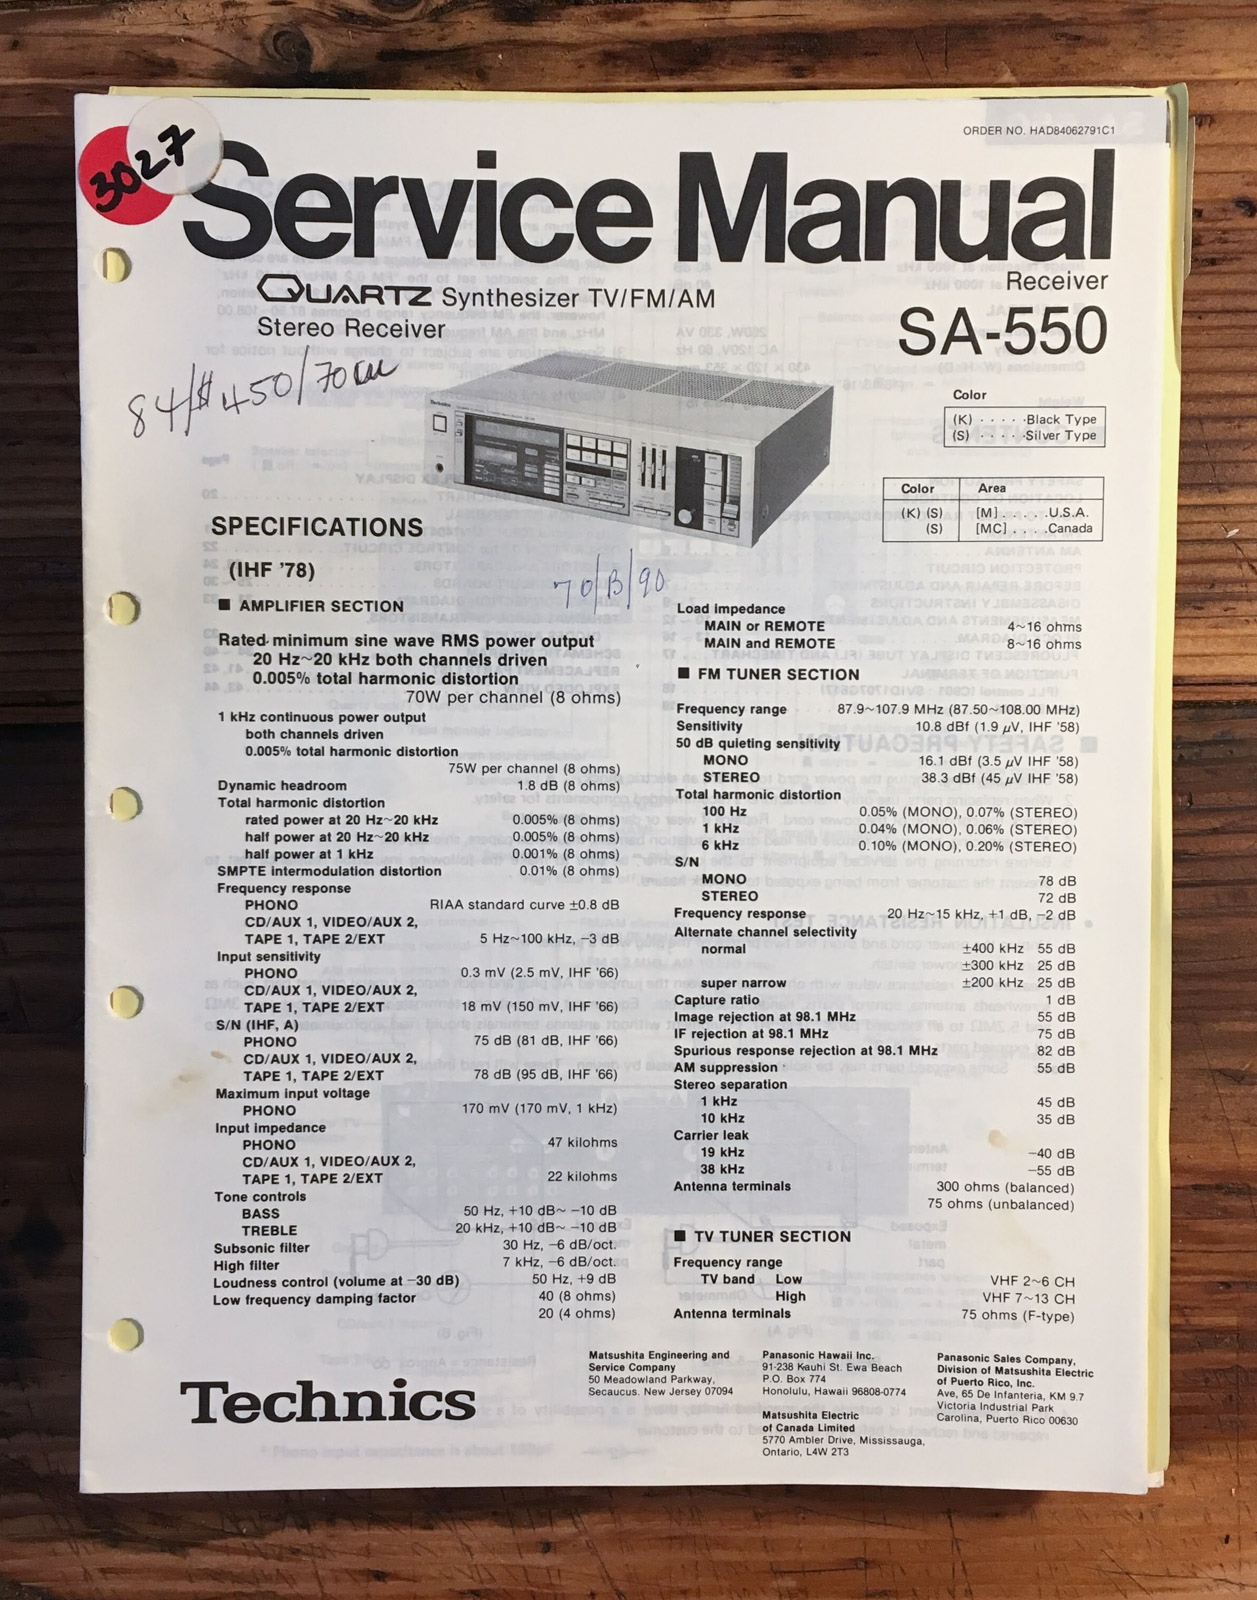 ORDER NO. HAD84062791C1
3027
Service Manual
Receiver
QUARTZ Synthesizer TV/FM/AM
Stereo Receiver
SA-550
84/$450/70
Color
(K) · · · · · Black Type
(S) · · · · · Silver Type
Color Area
(K) (S) [M] . . . . . .U.S.A.
(S) [MC] . . . .Canada
Technics
SPECIFICATIONS
(IHF '78)
70/B/90
■ AMPLIFIER SECTION
Rated minimum sine wave RMS power output
20 Hz~20 kHz both channels driven
0.005% total harmonic distortion
70W per channel (8 ohms)
1 kHz continuous power output
both channels driven
0.005% total harmonic distortion
75W per channel (8 ohms)
Dynamic headroom 1.8 dB (8 ohms)
Total harmonic distortion
rated power at 20 Hz~20 kHz 0.005% (8 ohms)
half power at 20 Hz~20 kHz 0.005% (8 ohms)
half power at 1 kHz 0.001% (8 ohms)
SMPTE intermodulation distortion 0.01% (8 ohms)
Frequency response
PHONO RIAA standard curve ±0.8 dB
CD/AUX 1, VIDEO/AUX 2,
TAPE 1, TAPE 2/EXT 5 Hz~100 kHz, −3 dB
Input sensitivity
PHONO 0.3 mV (2.5 mV, IHF '66)
CD/AUX 1, VIDEO/AUX 2,
TAPE 1, TAPE 2/EXT 18 mV (150 mV, IHF '66)
S/N (IHF, A)
PHONO 75 dB (81 dB, IHF '66)
CD/AUX 1, VIDEO/AUX 2,
TAPE 1, TAPE 2/EXT 78 dB (95 dB, IHF '66)
Maximum input voltage
PHONO 170 mV (170 mV, 1 kHz)
Input impedance
PHONO 47 kilohms
CD/AUX 1, VIDEO/AUX 2,
TAPE 1, TAPE 2/EXT 22 kilohms
Tone controls
BASS 50 Hz, +10 dB~ −10 dB
TREBLE 20 kHz, +10 dB~ −10 dB
Subsonic filter 30 Hz, −6 dB/oct.
High filter 7 kHz, −6 dB/oct.
Loudness control (volume at −30 dB) 50 Hz, +9 dB
Low frequency damping factor 40 (8 ohms)
20 (4 ohms)
Load impedance
MAIN or REMOTE 4~16 ohms
MAIN and REMOTE 8~16 ohms
■ FM TUNER SECTION
Frequency range 87.9~107.9 MHz (87.50~108.00 MHz)
Sensitivity 10.8 dBf (1.9 μV, IHF '58)
50 dB quieting sensitivity
MONO 16.1 dBf (3.5 μV IHF '58)
STEREO 38.3 dBf (45 μV IHF '58)
Total harmonic distortion
100 Hz 0.05% (MONO), 0.07% (STEREO)
1 kHz 0.04% (MONO), 0.06% (STEREO)
6 kHz 0.10% (MONO), 0.20% (STEREO)
S/N
MONO 78 dB
STEREO 72 dB
Frequency response 20 Hz~15 kHz, +1 dB, −2 dB
Alternate channel selectivity
normal ±400 kHz 55 dB
±300 kHz 25 dB
super narrow ±200 kHz 25 dB
Capture ratio 1 dB
Image rejection at 98.1 MHz 55 dB
IF rejection at 98.1 MHz 75 dB
Spurious response rejection at 98.1 MHz 82 dB
AM suppression 55 dB
Stereo separation
1 kHz 45 dB
10 kHz 35 dB
Carrier leak
19 kHz −40 dB
38 kHz −55 dB
Antenna terminals 300 ohms (balanced)
75 ohms (unbalanced)
■ TV TUNER SECTION
Frequency range
TV band Low VHF 2~6 CH
High VHF 7~13 CH
Antenna terminals 75 ohms (F-type)
Technics
Matsushita Engineering and
Service Company
50 Meadowland Parkway,
Secaucus. New Jersey 07094
Panasonic Hawaii Inc.
91-238 Kauhi St. Ewa Beach
P.O. Box 774
Honolulu, Hawaii 96808-0774
Matsushita Electric
of Canada Limited
5770 Ambler Drive, Mississauga,
Ontario, L4W 2T3
Panasonic Sales Company,
Division of Matsushita Electric
of Puerto Rico, Inc.
Ave, 65 De Infanteria, KM 9.7
Victoria Industrial Park
Carolina, Puerto Rico 00630